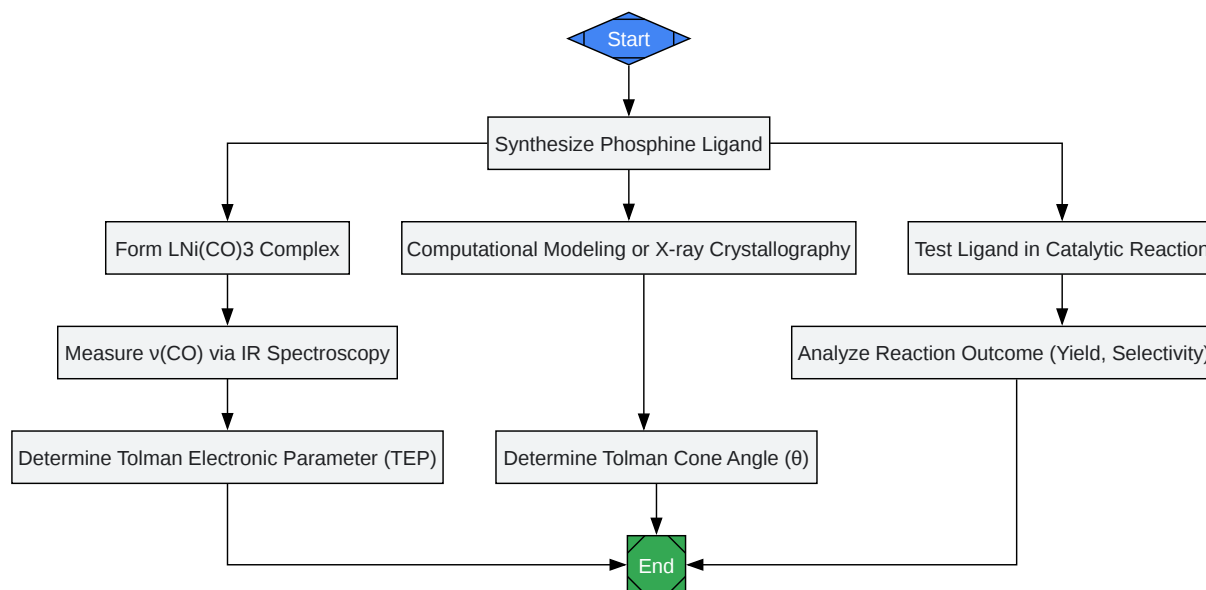 Start
Synthesize Phosphine Ligand
Form LNi(CO)3 Complex
Computational Modeling or X-ray Crystallography
Test Ligand in Catalytic Reaction
Measure ν(CO) via IR Spectroscopy
Analyze Reaction Outcome (Yield, Selectivity)
Determine Tolman Electronic Parameter (TEP)
Determine Tolman Cone Angle (θ)
End